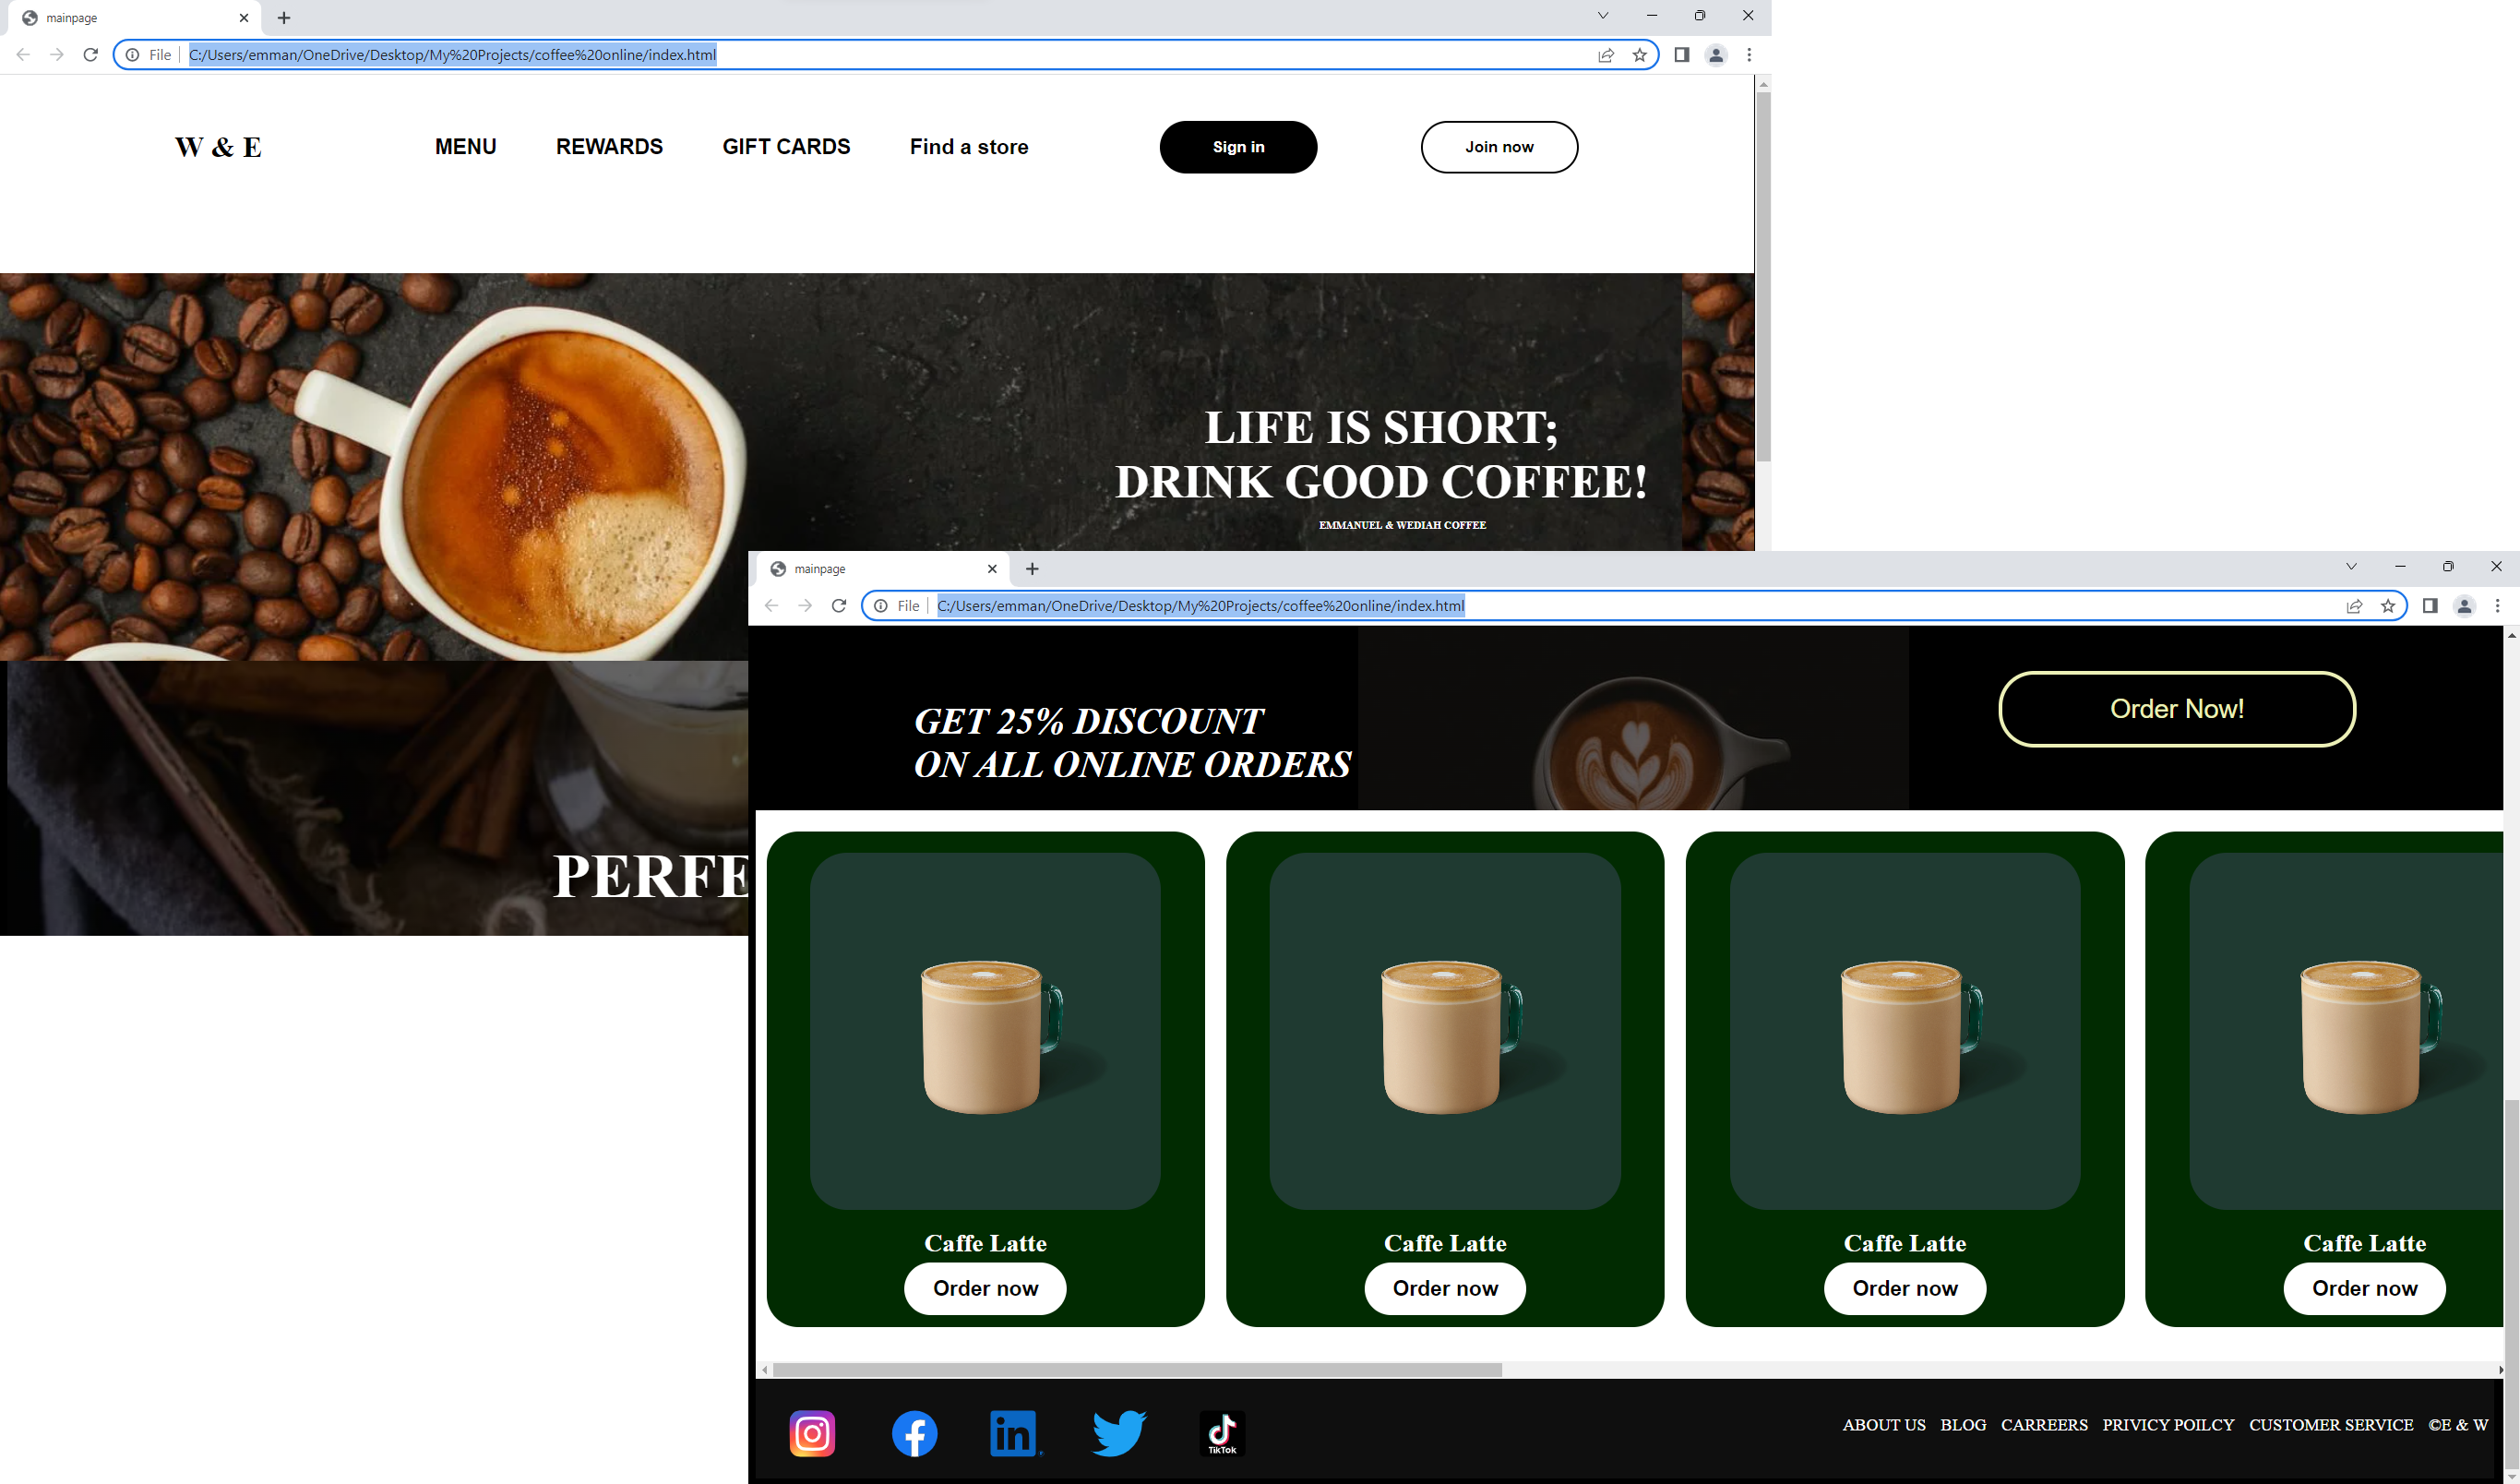 mainpage
File C:/Users/emman/OneDrive/Desktop/My%20Projects/coffee%20online/index.html
W & E MENU REWARDS GIFT CARDS Find a store Sign in Join now
LIFE IS SHORT;
DRINK GOOD COFFEE!
EMMANUEL & WEDIAH COFFEE
PERFE
mainpage
File C:/Users/emman/OneDrive/Desktop/My%20Projects/coffee%20online/index.html
GET 25% DISCOUNT
ON ALL ONLINE ORDERS
Order Now!
Caffe Latte Caffe Latte Caffe Latte Caffe Latte
Order now Order now Order now Order now
in
TikTok
ABOUT US BLOG CARREERS PRIVICY POILCY CUSTOMER SERVICE ©E & W